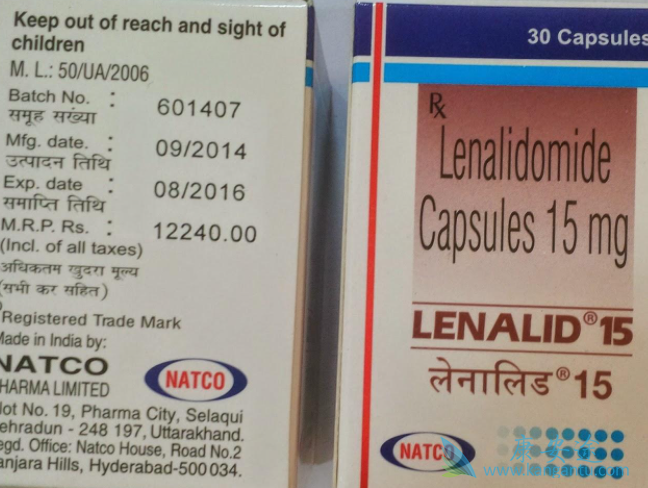 Keep out of reach and sight of
children
M. L.: 50/UA/2006
Batch No. : 601407
समूह सख्या
Mfg. date. : 09/2014
उत्पादन तिथि
Exp. date : 08/2016
समाप्ति तिथि
M.R.P. Rs. : 12240.00
(Incl. of all taxes)
अधिकतम खुदरा मूल्य
(सभी कर सहित)
Registered Trade Mark
Made in India by:
NATCO
PHARMA LIMITED
NATCO
Plot No. 19, Pharma City, Selaqui
Dehradun - 248 197, Uttarakhand.
Regd. Office: Natco House, Road No.2
Banjara Hills, Hyderabad-500 034.
30 Capsules
Rx
Lenalidomide
Capsules 15 mg
LENALID® 15
लेनालिड® 15
NATCO